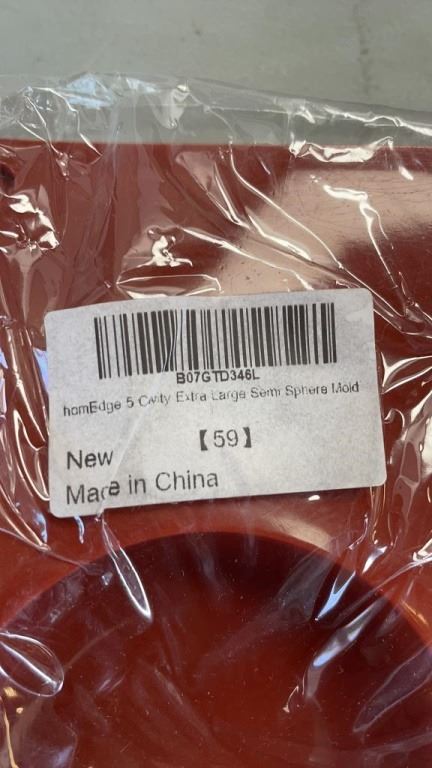 B07GTD346L
homEdge 5 Cavity Extra Large Semi Sphere Mold
【59】
New
Made in China